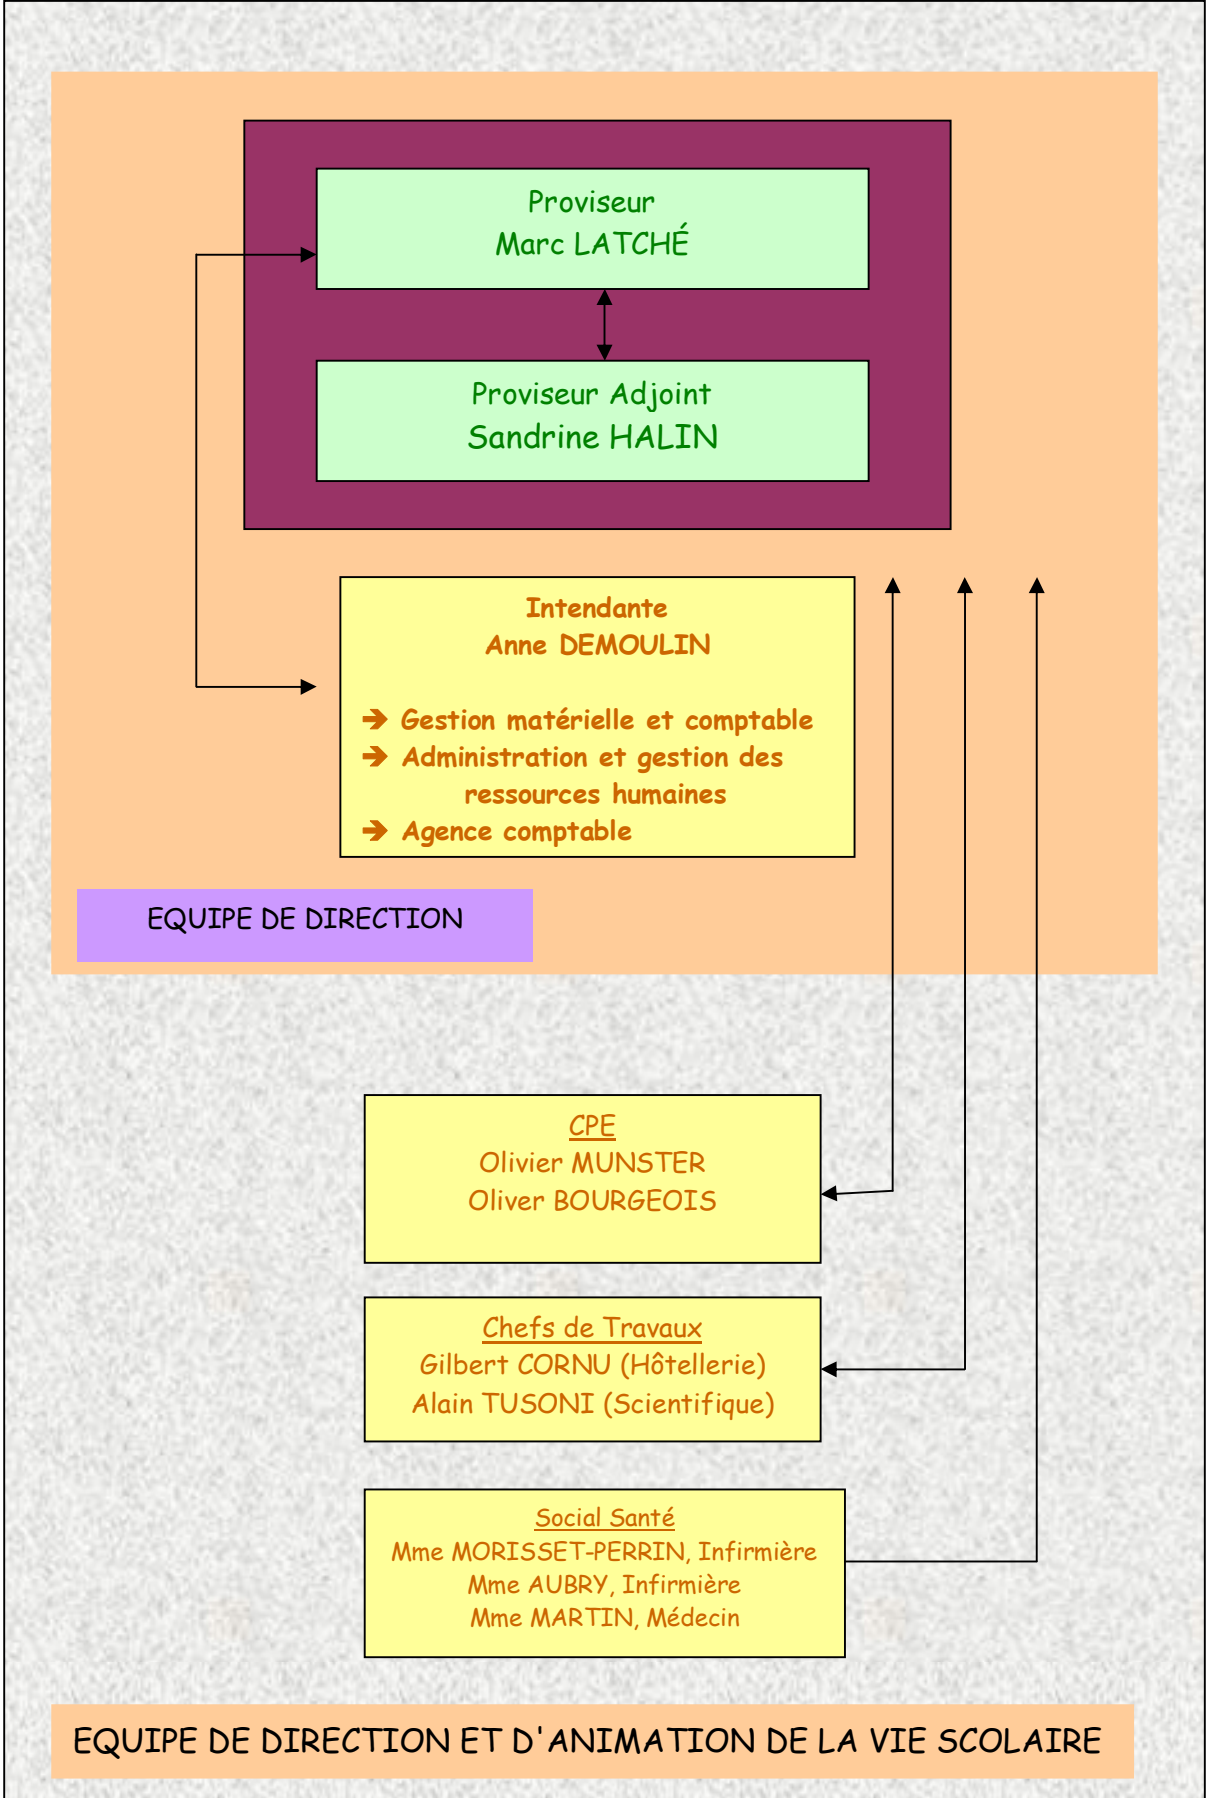 Proviseur
Marc LATCHÉ
Proviseur Adjoint
Sandrine HALIN
Intendante
Anne DEMOULIN
➔ Gestion matérielle et comptable
➔ Administration et gestion des
ressources humaines
➔ Agence comptable
EQUIPE DE DIRECTION
CPE
Olivier MUNSTER
Oliver BOURGEOIS
Chefs de Travaux
Gilbert CORNU (Hôtellerie)
Alain TUSONI (Scientifique)
Social Santé
Mme MORISSET-PERRIN, Infirmière
Mme AUBRY, Infirmière
Mme MARTIN, Médecin
EQUIPE DE DIRECTION ET D'ANIMATION DE LA VIE SCOLAIRE